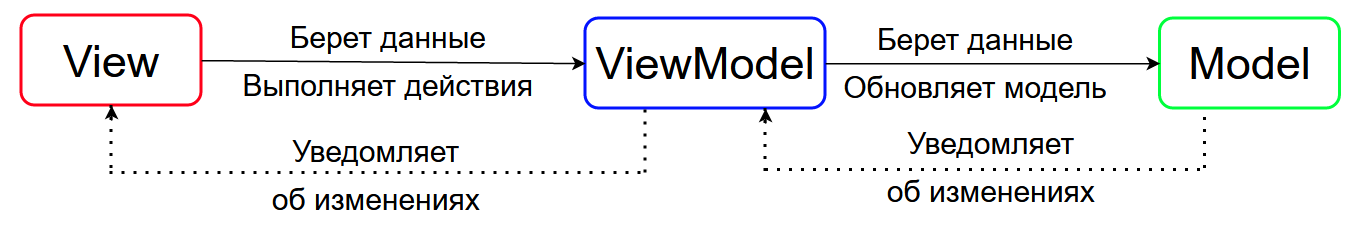 View
Берет данные
Выполняет действия
ViewModel
Берет данные
Обновляет модель
Model
Уведомляет
об изменениях
Уведомляет
об изменениях